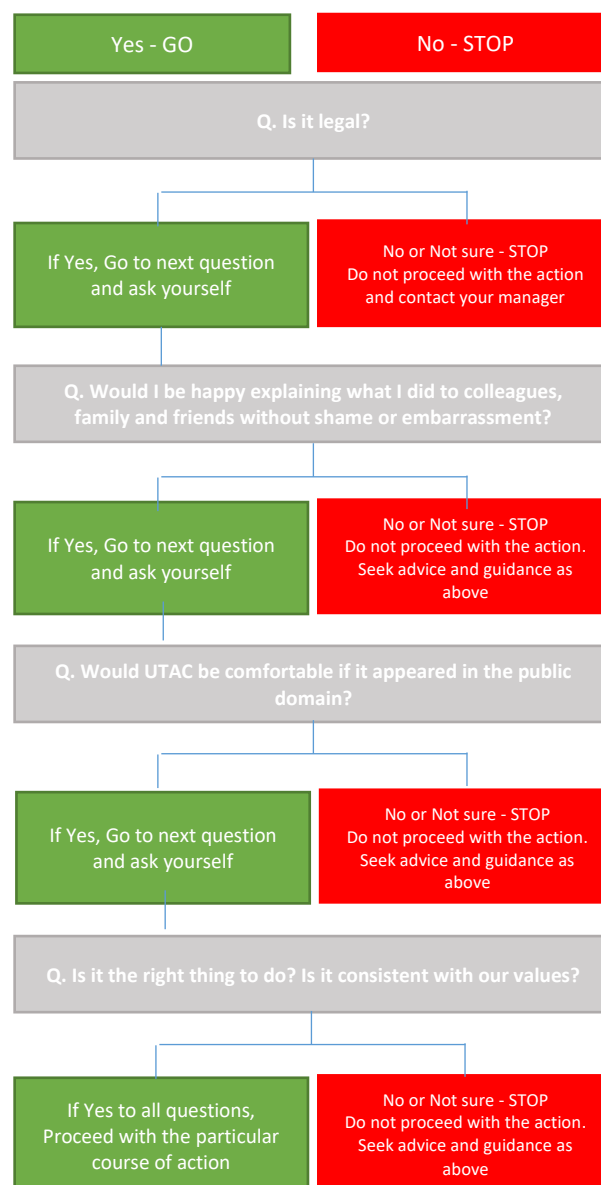 Yes - GO
No - STOP
Q. Is it legal?
If Yes, Go to next question
and ask yourself
No or Not sure - STOP
Do not proceed with the action
and contact your manager
Q. Would I be happy explaining what I did to colleagues,
family and friends without shame or embarrassment?
If Yes, Go to next question
and ask yourself
No or Not sure - STOP
Do not proceed with the action.
Seek advice and guidance as
above
Q. Would UTAC be comfortable if it appeared in the public
domain?
If Yes, Go to next question
and ask yourself
No or Not sure - STOP
Do not proceed with the action.
Seek advice and guidance as
above
Q. Is it the right thing to do? Is it consistent with our values?
If Yes to all questions,
Proceed with the particular
course of action
No or Not sure - STOP
Do not proceed with the action.
Seek advice and guidance as
above